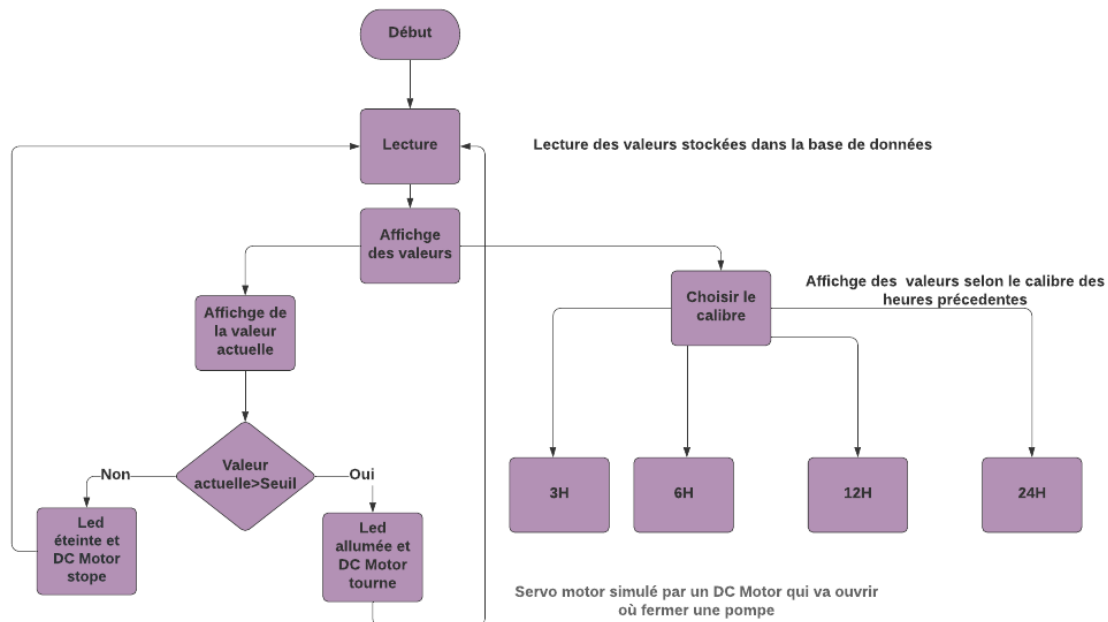 Début
Lecture
Lecture des valeurs stockées dans la base de données
Affichge
des valeurs
Affichge de
la valeur
actuelle
Choisir le
calibre
Affichge des valeurs selon le calibre des
heures précedentes
Valeur
actuelle>Seuil
Non
Oui
Led
éteinte et
DC Motor
stope
Led
allumée et
DC Motor
tourne
3H
6H
12H
24H
Servo motor simulé par un DC Motor qui va ouvrir
où fermer une pompe